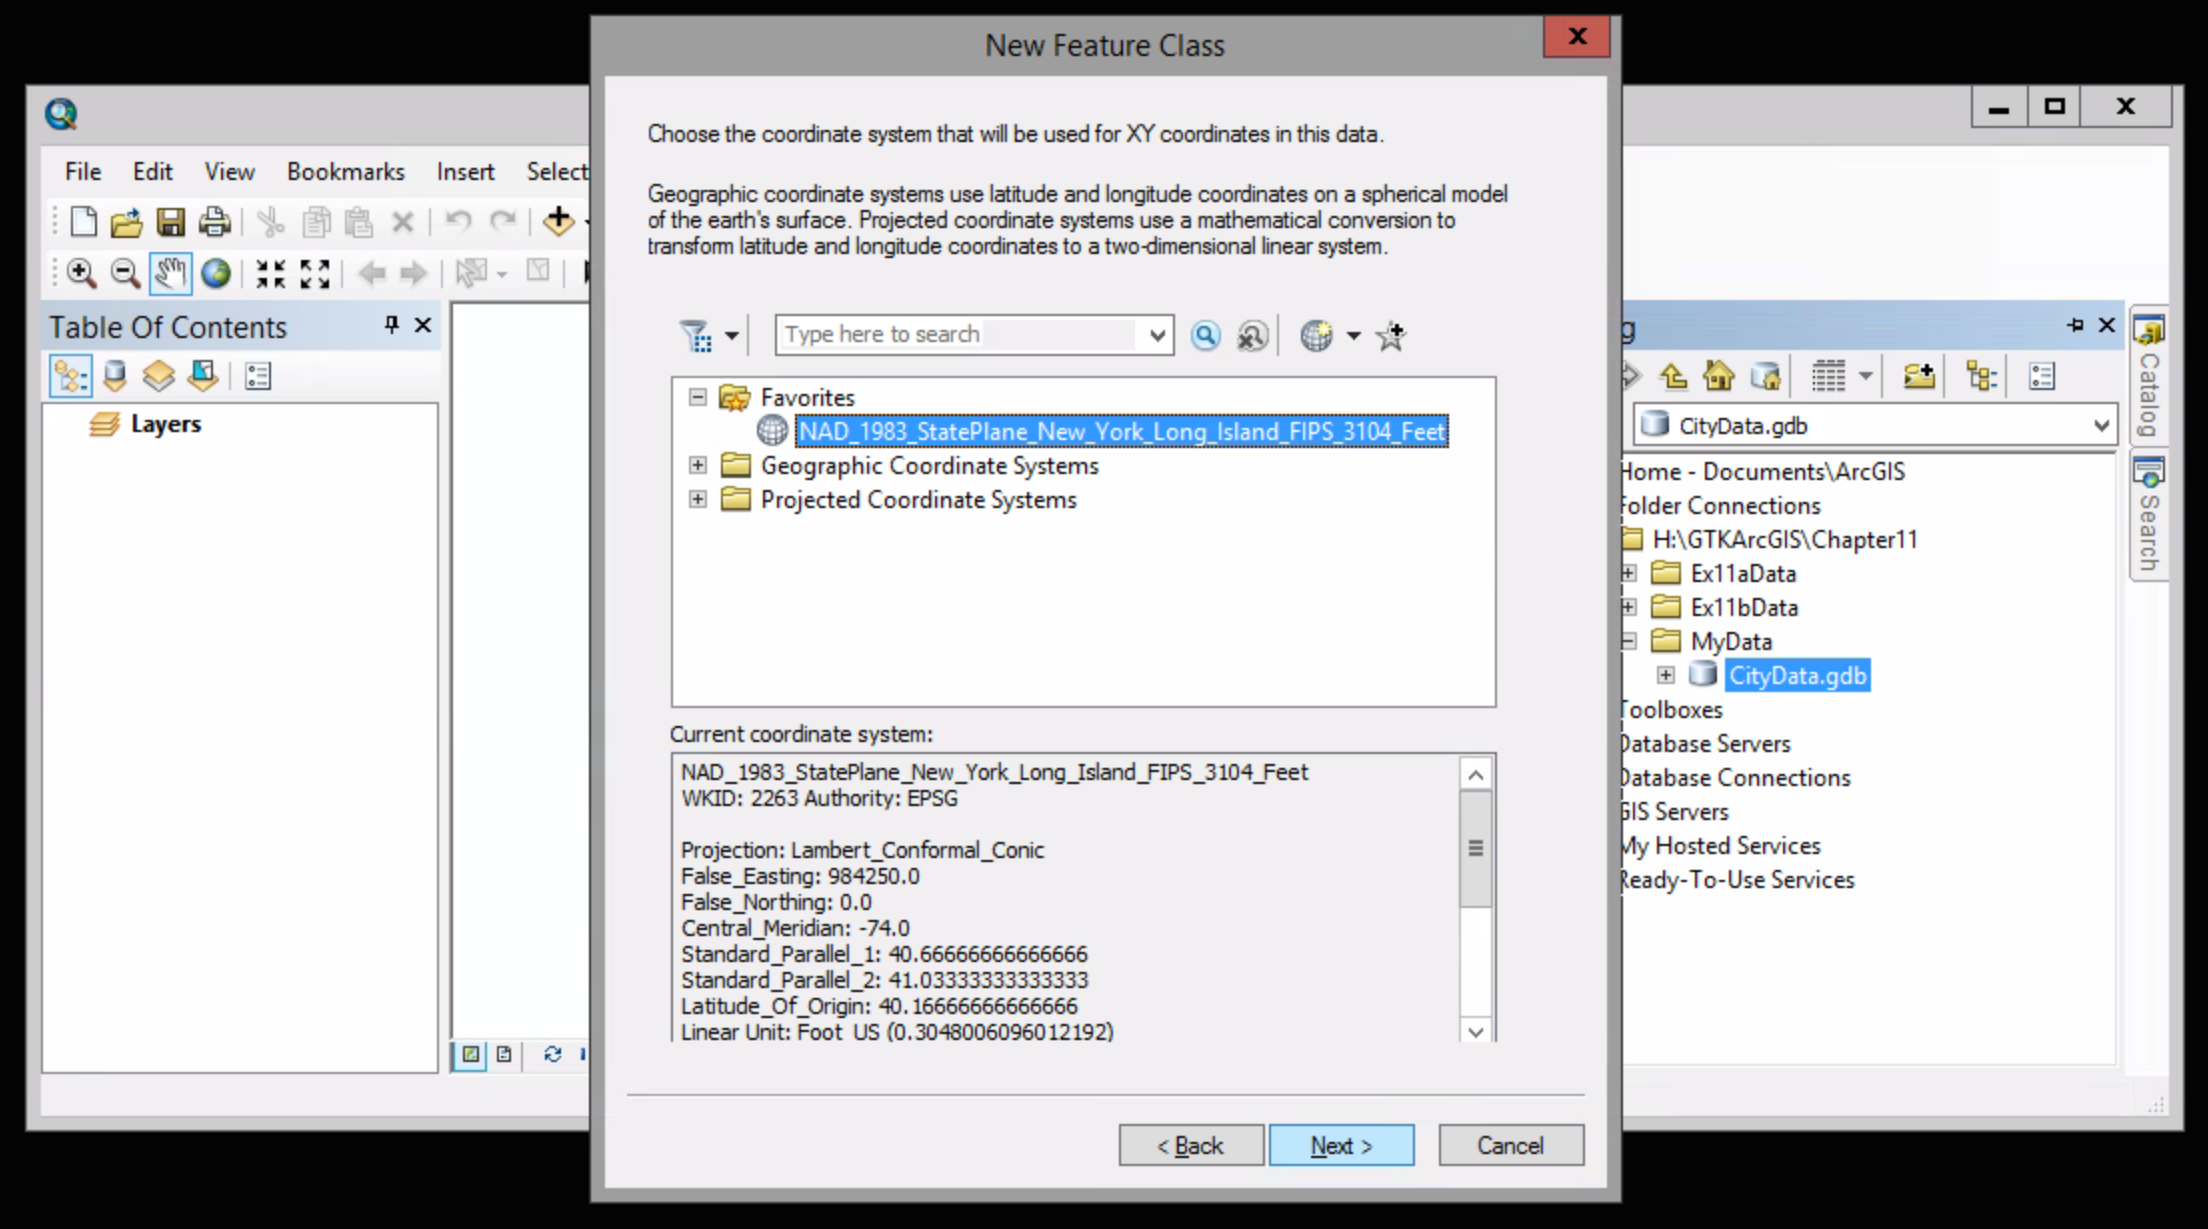 New Feature Class
File Edit View Bookmarks Insert Select
Table Of Contents
Layers
Choose the coordinate system that will be used for XY coordinates in this data.
Geographic coordinate systems use latitude and longitude coordinates on a spherical model
of the earth's surface. Projected coordinate systems use a mathematical conversion to
transform latitude and longitude coordinates to a two-dimensional linear system.
Type here to search
Favorites
NAD_1983_StatePlane_New_York_Long_Island_FIPS_3104_Feet
Geographic Coordinate Systems
Projected Coordinate Systems
Current coordinate system:
NAD_1983_StatePlane_New_York_Long_Island_FIPS_3104_Feet
WKID: 2263 Authority: EPSG
Projection: Lambert_Conformal_Conic
False_Easting: 984250.0
False_Northing: 0.0
Central_Meridian: -74.0
Standard_Parallel_1: 40.66666666666666
Standard_Parallel_2: 41.03333333333333
Latitude_Of_Origin: 40.16666666666666
Linear Unit: Foot_US (0.3048006096012192)
< Back
Next >
Cancel
g
CityData.gdb
Home - Documents\ArcGIS
Folder Connections
H:\GTKArcGIS\Chapter11
Ex11aData
Ex11bData
MyData
CityData.gdb
Toolboxes
Database Servers
Database Connections
GIS Servers
My Hosted Services
Ready-To-Use Services
Catalog
Search